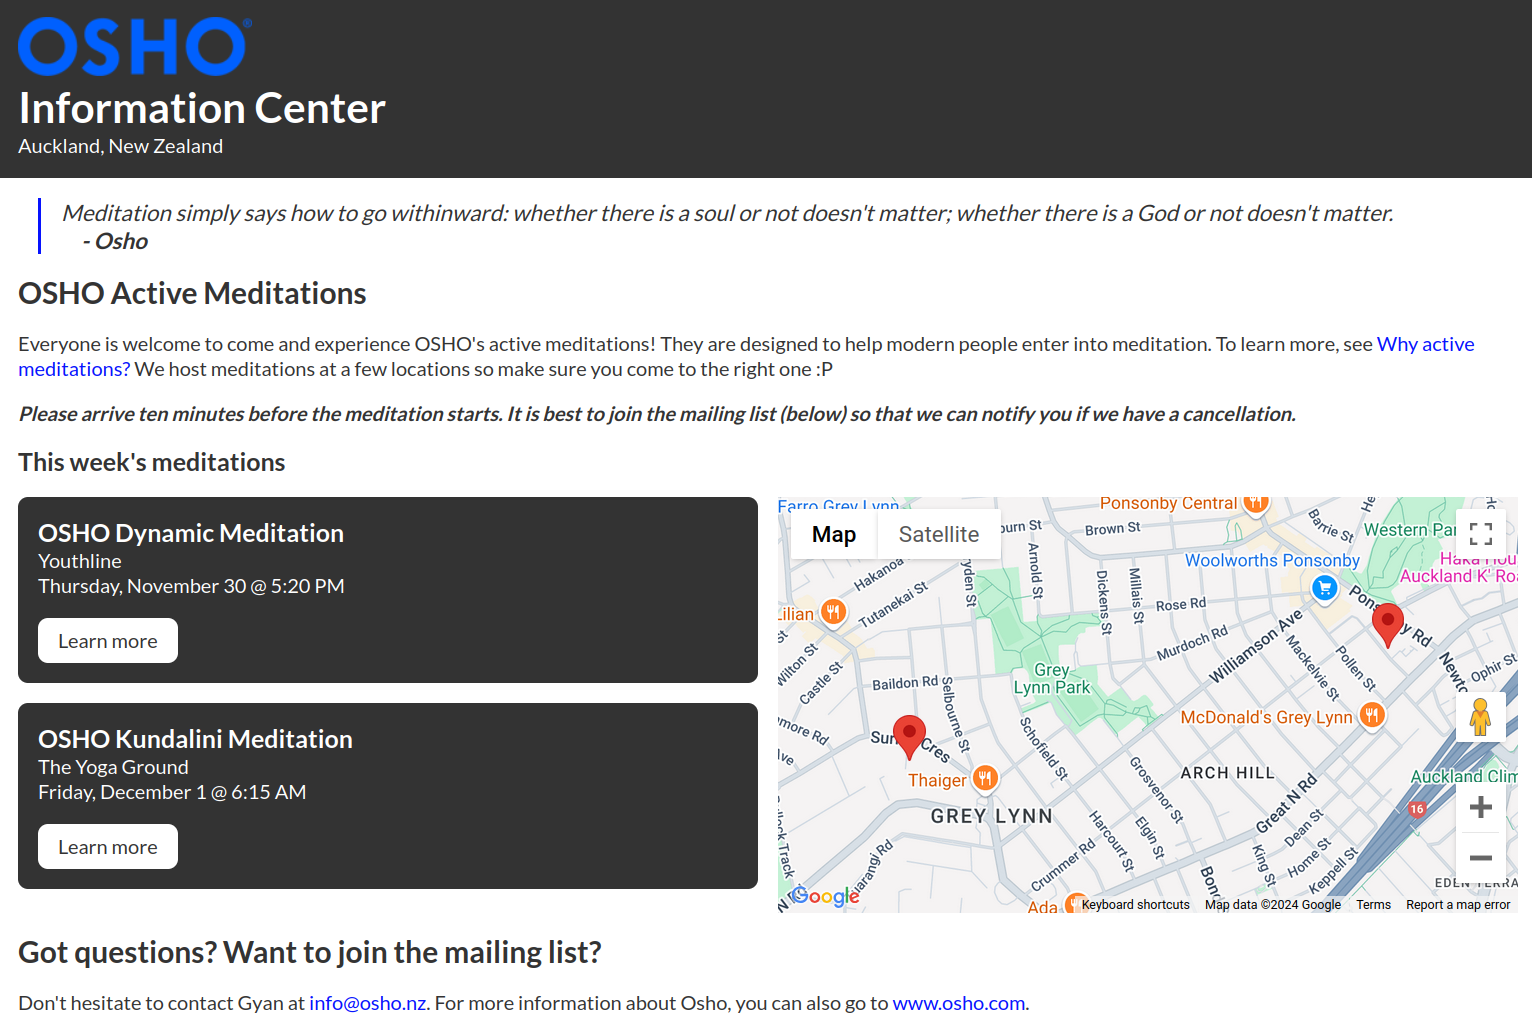 OSHO®
Information Center
Auckland, New Zealand
Meditation simply says how to go withinward: whether there is a soul or not doesn't matter; whether there is a God or not doesn't matter.
- Osho
OSHO Active Meditations
Everyone is welcome to come and experience OSHO's active meditations! They are designed to help modern people enter into meditation. To learn more, see Why active
meditations? We host meditations at a few locations so make sure you come to the right one :P
Please arrive ten minutes before the meditation starts. It is best to join the mailing list (below) so that we can notify you if we have a cancellation.
This week's meditations
OSHO Dynamic Meditation
Youthline
Thursday, November 30 @ 5:20 PM
Learn more
OSHO Kundalini Meditation
The Yoga Ground
Friday, December 1 @ 6:15 AM
Learn more
Farro Grey Lynn
Ponsonby Central
Map
Satellite
Brown St
Barrie St
Western
Woolworths Ponsonby
Auckland K'
Hakanoa
Tutanekai St
Arnold St
Dickens St
Millais St
Rose Rd
Murdoch Rd
Williamson Ave
Rd
Wilton St
Castle St
Baildon Rd
Selbourne St
Grey
Lynn Park
Mackelvie St
Pollen St
Ophir St
McDonald's Grey Lynn
Rd
Ave
Cres
Schofield St
Thaiger
GREY LYNN
Grosvenor St
ARCH HILL
Great N Rd
Auckland
16
Dean St
Harcourt St
Elgin St
Crummer Rd
King St
Home St
Keppell St
Track
Rd
EDEN
Ada
Google
Keyboard shortcuts
Map data ©2024 Google
Terms
Report a map error
Got questions? Want to join the mailing list?
Don't hesitate to contact Gyan at info@osho.nz. For more information about Osho, you can also go to www.osho.com.